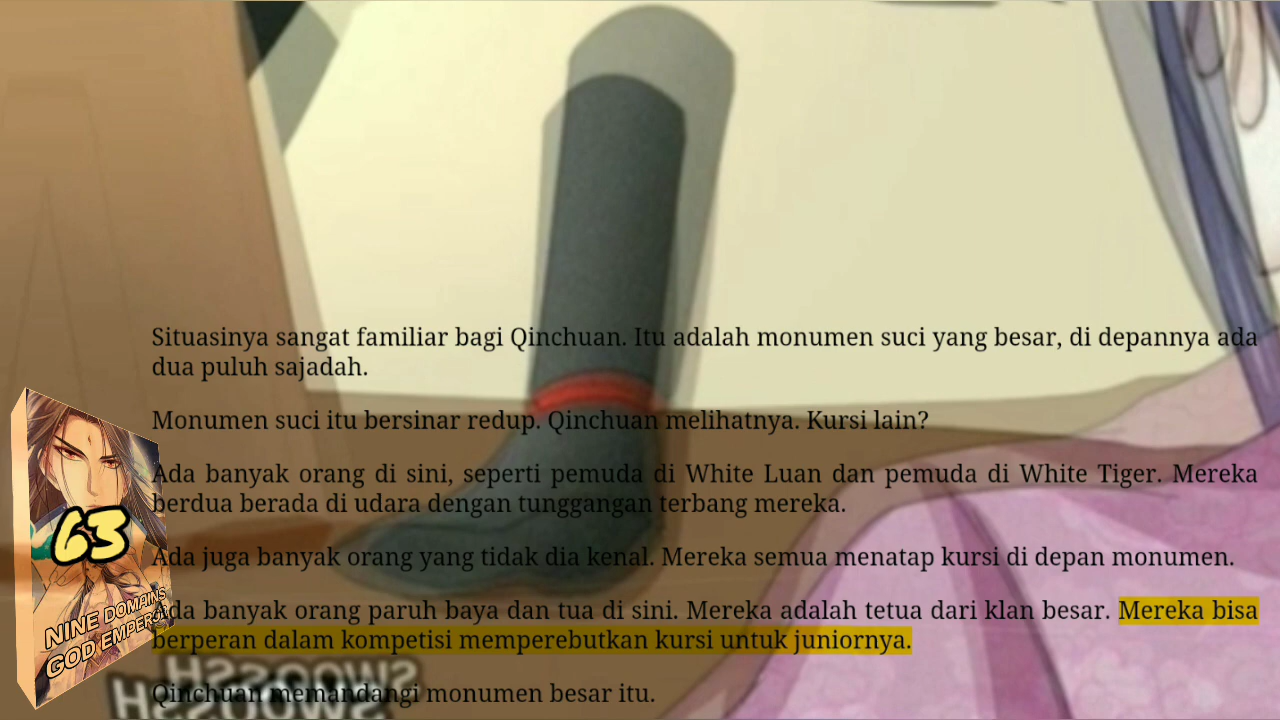 Situasinya sangat familiar bagi Qinchuan. Itu adalah monumen suci yang besar, di depannya ada
dua puluh sajadah.
Monumen suci itu bersinar redup. Qinchuan melihatnya. Kursi lain?
Ada banyak orang di sini, seperti pemuda di White Luan dan pemuda di White Tiger. Mereka
berdua berada di udara dengan tunggangan terbang mereka.
Ada juga banyak orang yang tidak dia kenal. Mereka semua menatap kursi di depan monumen.
Ada banyak orang paruh baya dan tua di sini. Mereka adalah tetua dari klan besar. Mereka bisa
berperan dalam kompetisi memperebutkan kursi untuk juniornya.
Qinchuan memandangi monumen besar itu.
63
NINE DOMAINS
GOD EMPEROR